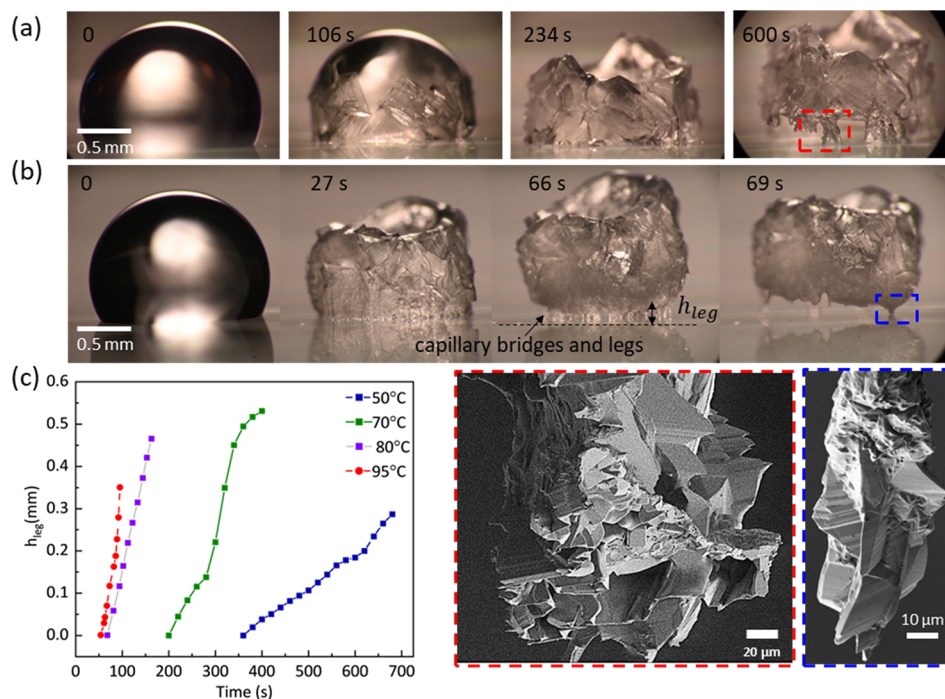 (a)
0
106 s
234 s
600 s
0.5 mm
(b)
0
27 s
66 s
69 s
h_leg
0.5 mm
capillary bridges and legs
(c)
0.6
0.5
0.4
0.3
0.2
0.1
0.0
h_leg(mm)
50°C
70°C
80°C
95°C
0 100 200 300 400 500 600 700
Time (s)
20 µm
10 µm